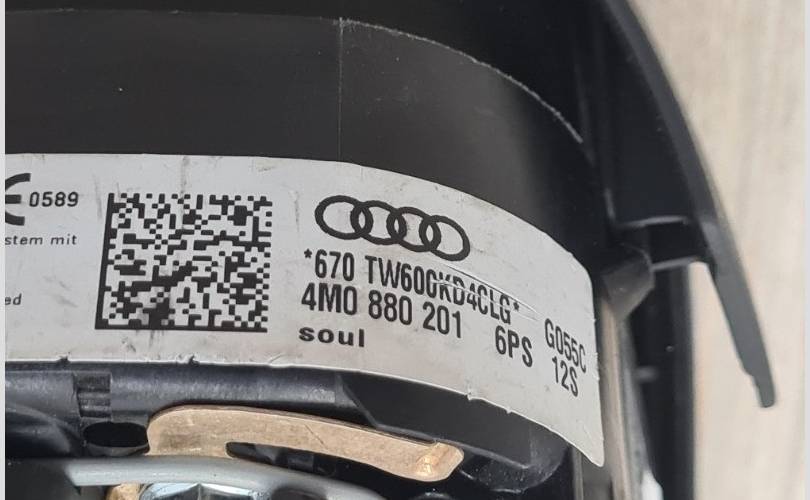 0589
stem mit
ed
*670 TW600KD4CLG* G055C
4M0 880 201 6PS 12S
soul